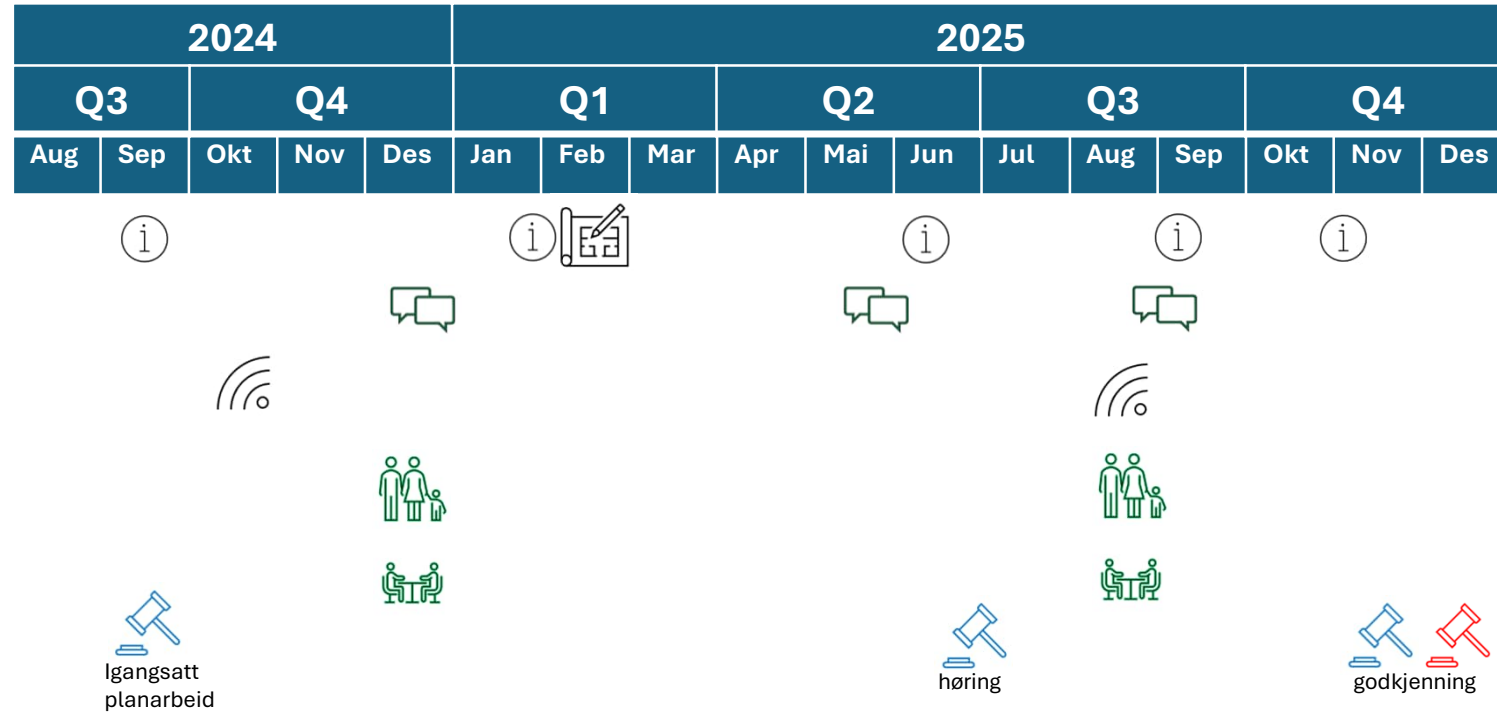 2024 2025
Q3 Q4 Q1 Q2 Q3 Q4
Aug Sep Okt Nov Des Jan Feb Mar Apr Mai Jun Jul Aug Sep Okt Nov Des
i i i i i
Igangsatt
planarbeid
høring
godkjenning